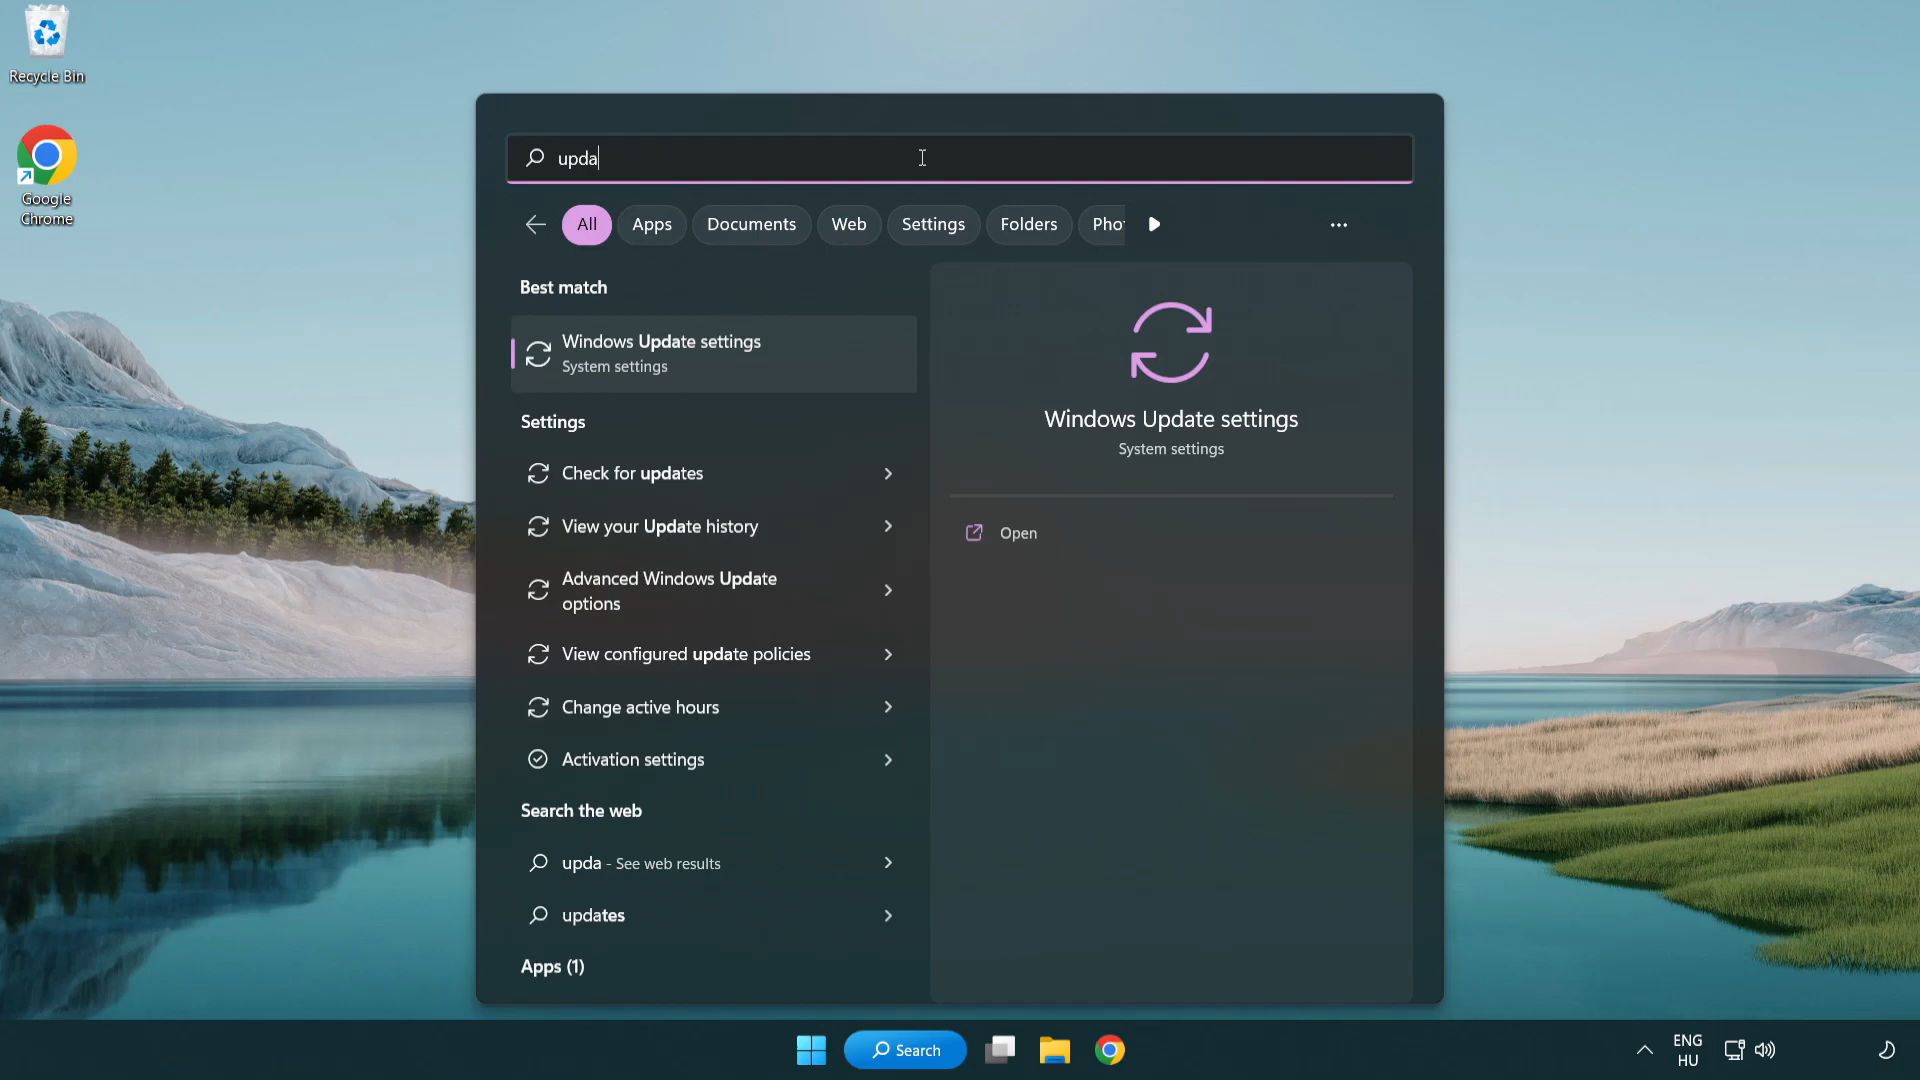 Recycle Bin
Google
Chrome
upda
All Apps Documents Web Settings Folders Pho
Best match
Windows Update settings
System settings
Settings
Check for updates
View your Update history
Advanced Windows Update
options
View configured update policies
Change active hours
Activation settings
Search the web
upda - See web results
updates
Apps (1)
Windows Update settings
System settings
Open
Search
ENG
HU